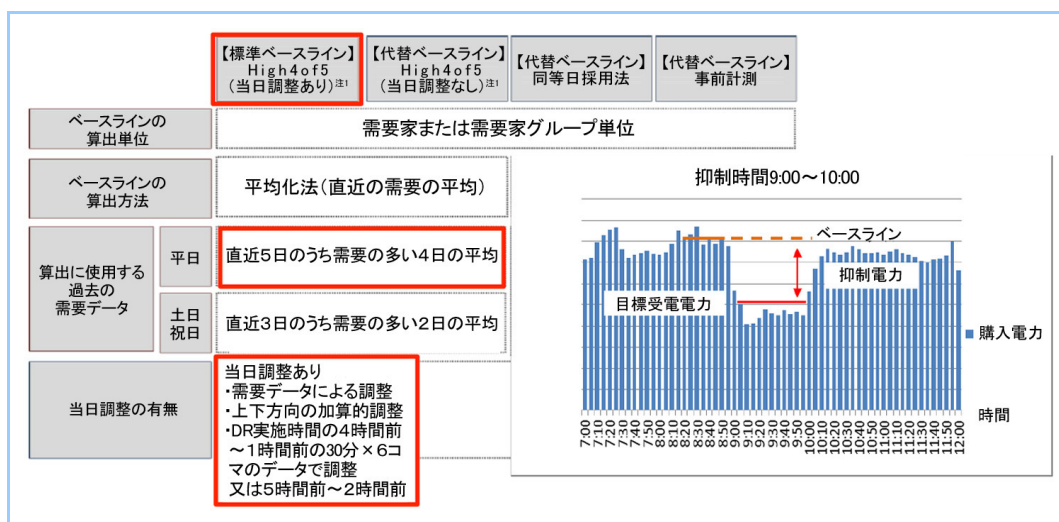 【標準ベースライン】
High4of5
(当日調整あり)注1
【代替ベースライン】
High4of5
(当日調整なし)注1
【代替ベースライン】
同等日採用法
【代替ベースライン】
事前計測
ベースラインの
算出単位
需要家または需要家グループ単位
ベースラインの
算出方法
平均化法(直近の需要の平均)
算出に使用する
過去の
需要データ
平日
直近5日のうち需要の多い4日の平均
土日
祝日
直近3日のうち需要の多い2日の平均
当日調整の有無
当日調整あり
・需要データによる調整
・上下方向の加算的調整
・DR実施時間の4時間前
~1時間前の30分×6コ
マのデータで調整
又は5時間前~2時間前
抑制時間9:00~10:00
ベースライン
抑制電力
目標受電電力
購入電力
時間
7:00
7:10
7:20
7:30
7:40
7:50
8:00
8:10
8:20
8:30
8:40
8:50
9:00
9:10
9:20
9:30
9:40
9:50
10:00
10:10
10:20
10:30
10:40
10:50
11:00
11:10
11:20
11:30
11:40
11:50
12:00